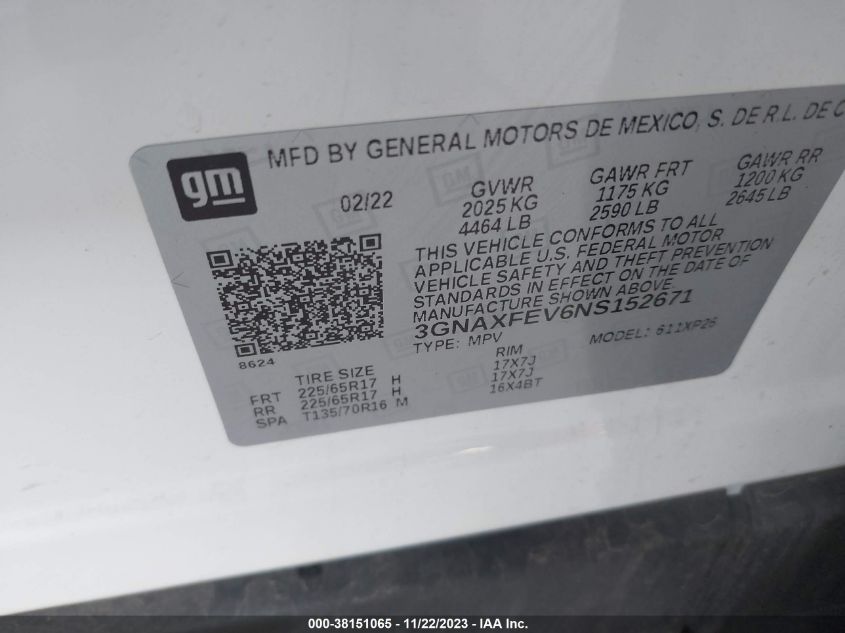 MFD BY GENERAL MOTORS DE MEXICO, S. DE R.L. DE C
gm
02/22
GVWR
2025 KG
4464 LB
GAWR FRT
1175 KG
2590 LB
GAWR RR
1200 KG
2645 LB
THIS VEHICLE CONFORMS TO ALL
APPLICABLE U.S. FEDERAL MOTOR
VEHICLE SAFETY AND THEFT PREVENTION
STANDARDS IN EFFECT ON THE DATE OF
MANUFACTURE SHOWN ABOVE.
3GNAXFEV6NS152671
TYPE: MPV MODEL: 611XP26
8624
TIRE SIZE RIM
FRT 225/65R17 H 17X7J
RR 225/65R17 H 17X7J
SPA T135/70R16 M 16X4BT
000-38151065 - 11/22/2023 - IAA Inc.